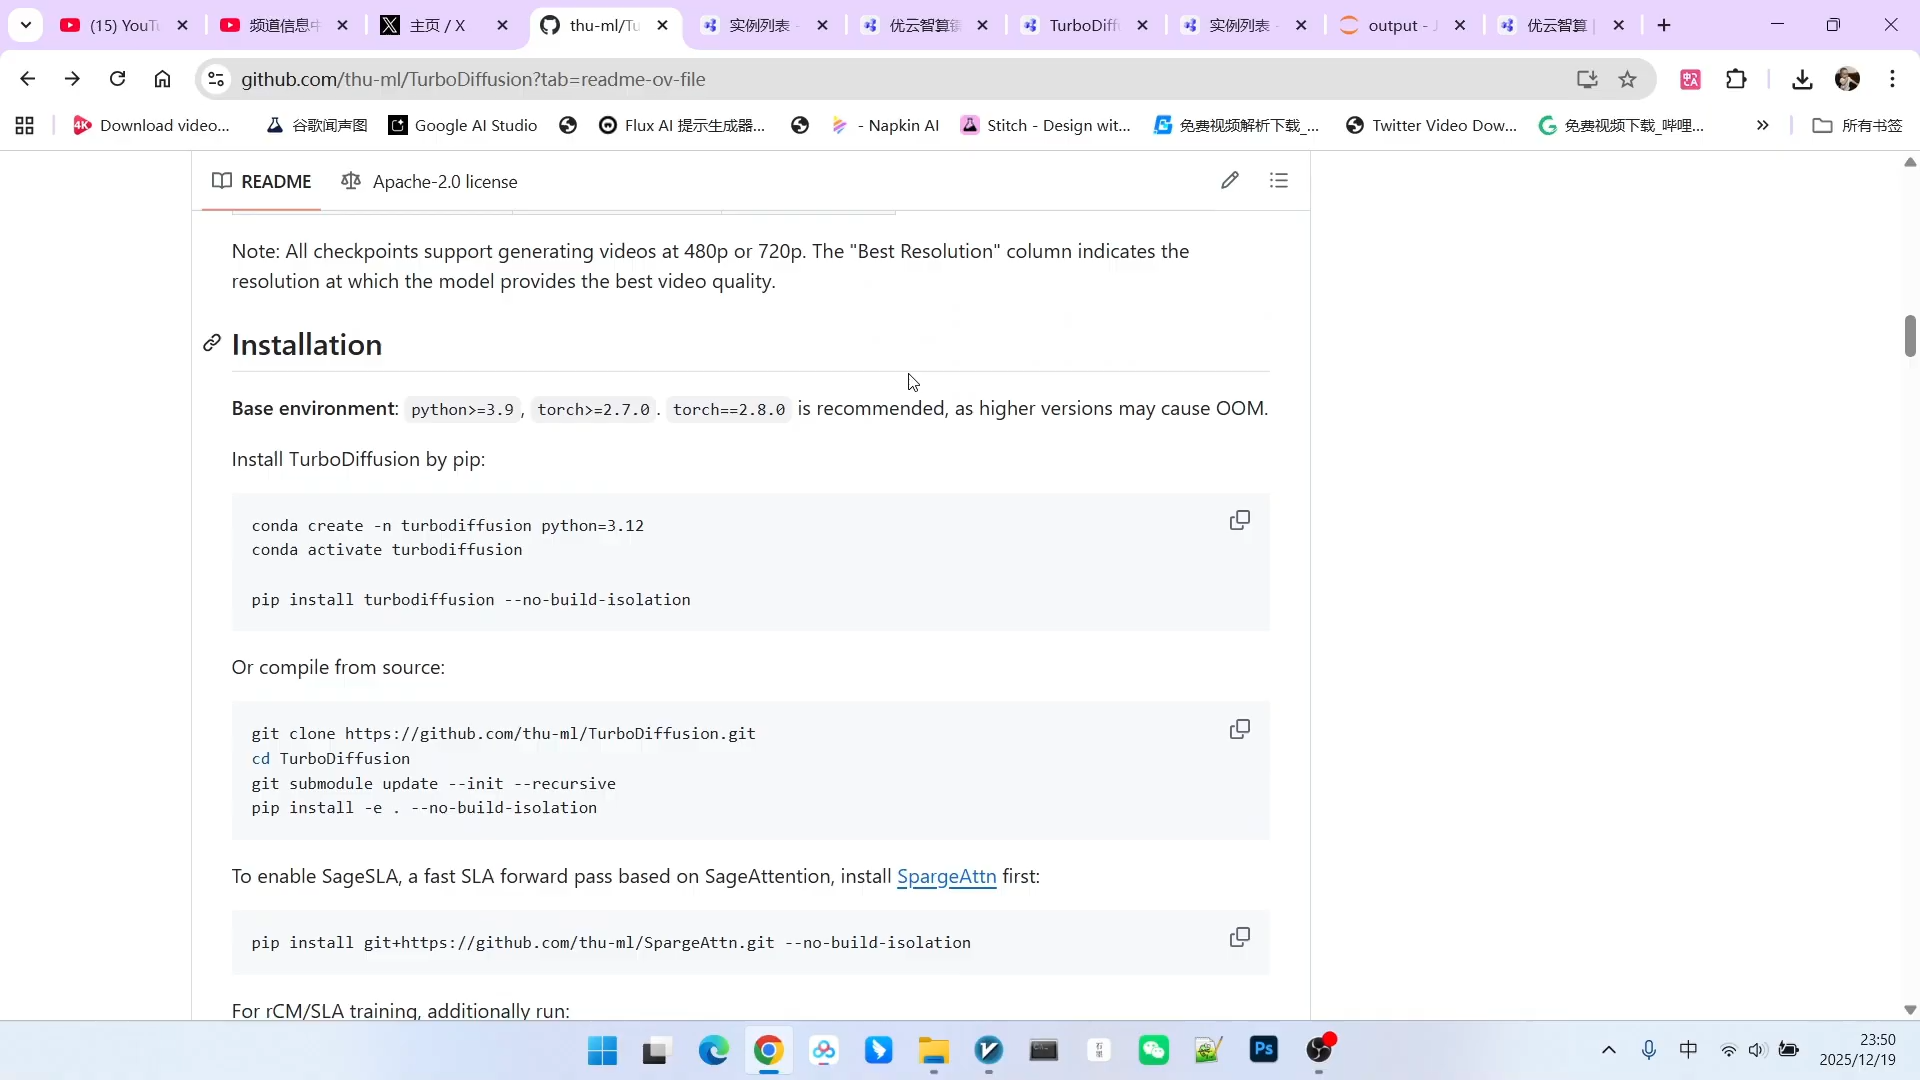 (15) YouTu
频道信息中
主页 / X
thu-ml/Tu
实例列表 -
优云智算镜
TurboDiff
实例列表 -
output - J
优云智算 |
github.com/thu-ml/TurboDiffusion?tab=readme-ov-file
Download video...
谷歌闻声图
Google AI Studio
Flux AI 提示生成器...
- Napkin AI
Stitch - Design wit...
免费视频解析下载_...
Twitter Video Dow...
免费视频下载_哔哩...
所有书签
README
Apache-2.0 license
Note: All checkpoints support generating videos at 480p or 720p. The "Best Resolution" column indicates the
resolution at which the model provides the best video quality.
Installation
Base environment: python>=3.9, torch>=2.7.0. torch==2.8.0 is recommended, as higher versions may cause OOM.
Install TurboDiffusion by pip:
conda create -n turbodiffusion python=3.12
conda activate turbodiffusion
pip install turbodiffusion --no-build-isolation
Or compile from source:
git clone https://github.com/thu-ml/TurboDiffusion.git
cd TurboDiffusion
git submodule update --init --recursive
pip install -e . --no-build-isolation
To enable SageSLA, a fast SLA forward pass based on SageAttention, install SpargeAttn first:
pip install git+https://github.com/thu-ml/SpargeAttn.git --no-build-isolation
For rCM/SLA training, additionally run:
Ps
中
23:50
2025/12/19